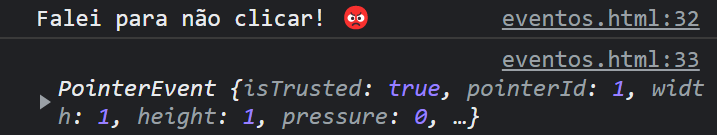 Falei para não clicar! 😡 eventos.html:32
eventos.html:33
▶ PointerEvent {isTrusted: true, pointerId: 1, widt
h: 1, height: 1, pressure: 0, …}